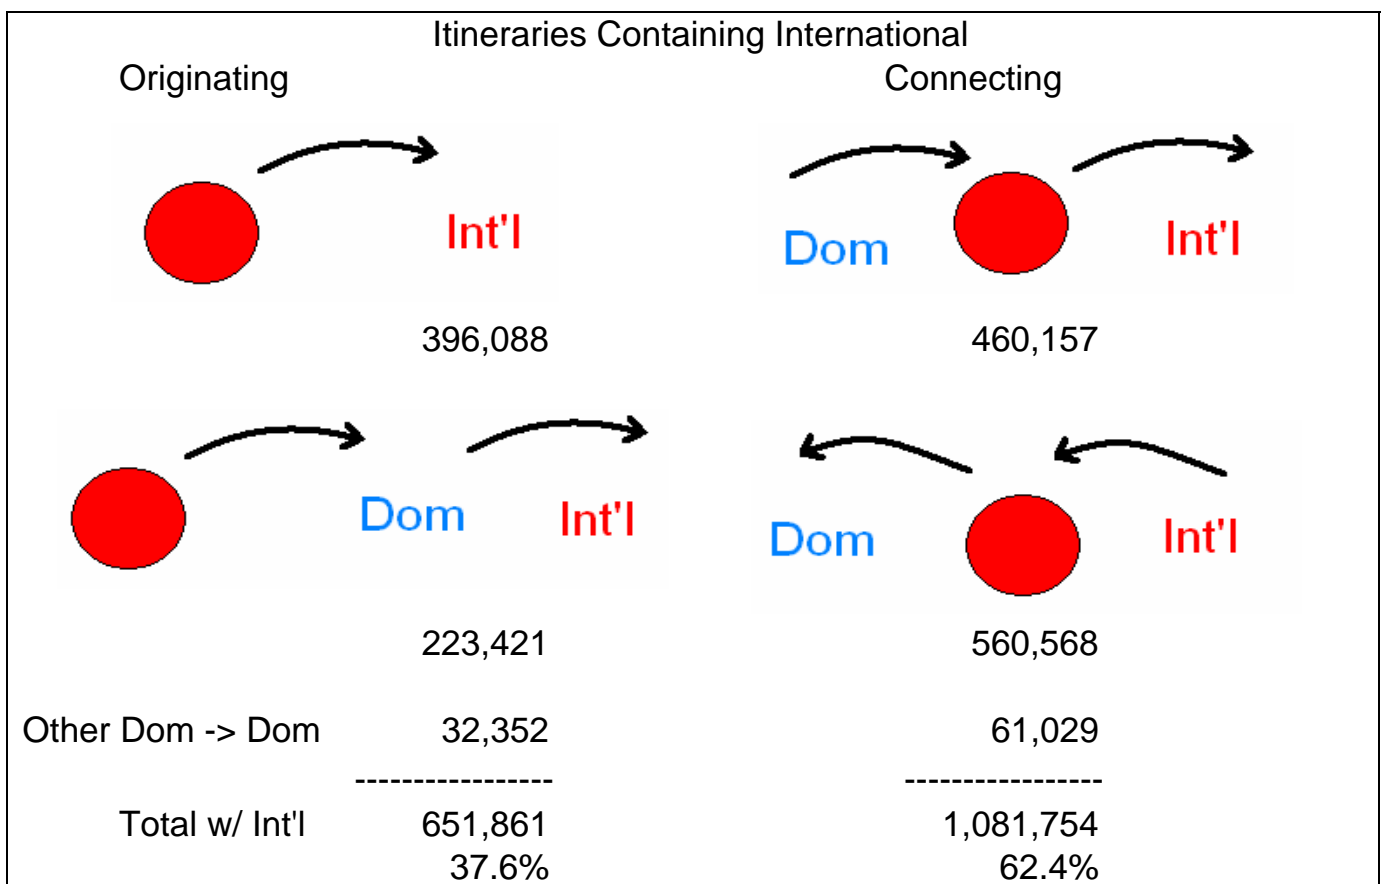 Itineraries Containing International
Originating Connecting
Int'l
Dom Int'l
396,088 460,157
Dom Int'l
Dom Int'l
223,421 560,568
Other Dom -> Dom 32,352 61,029
----------------- -----------------
Total w/ Int'l 651,861 1,081,754
37.6% 62.4%